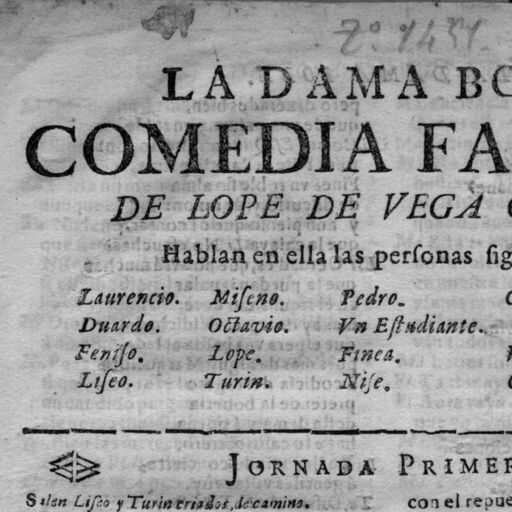 Zº 1451.
LA DAMA BO
COMEDIA FA
DE LOPE DE VEGA C
Hablan en ella las perſonas ſig
Laurencio. Miſeno. Pedro.
Duardo. Octavio. Vn Eſtudiante.
Feniſo. Lope. Finea.
Liſeo. Turin. Niſe.
JORNADA PRIMER
Salen Liſeo y Turin criados, de camino. con el repue